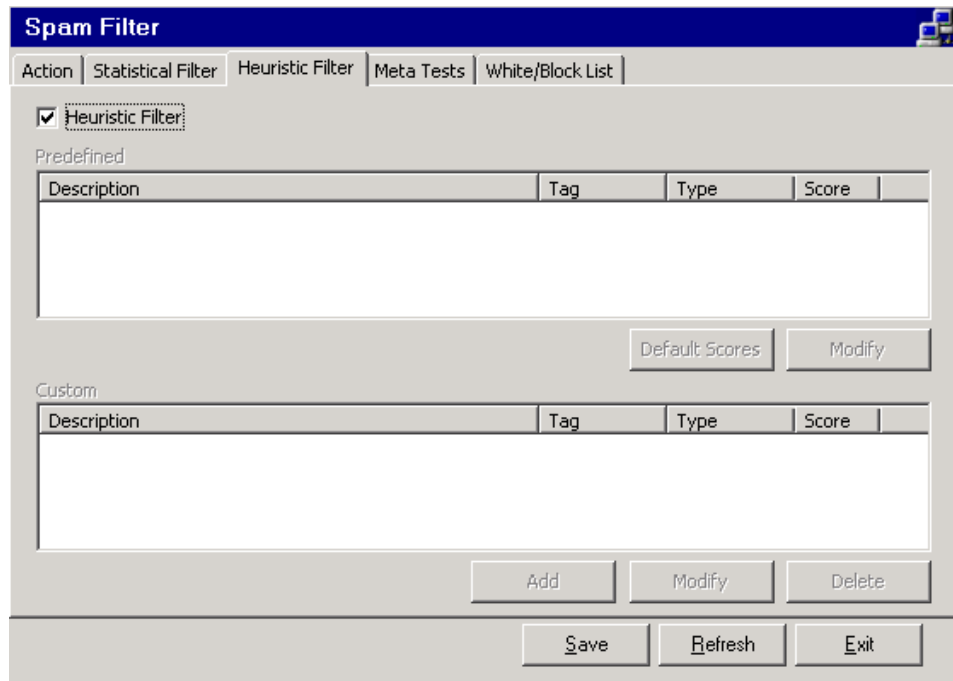 Spam Filter
Action Statistical Filter Heuristic Filter Meta Tests White/Block List
Heuristic Filter
Predefined
Description Tag Type Score
Default Scores Modify
Custom
Description Tag Type Score
Add Modify Delete
Save Refresh Exit